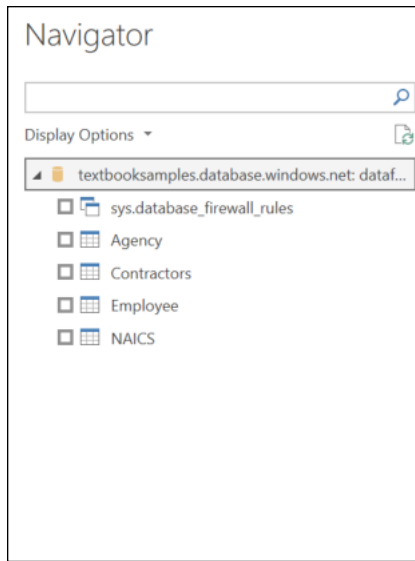 Navigator
Display Options
textbooksamples.database.windows.net: dataf...
sys.database_firewall_rules
Agency
Contractors
Employee
NAICS